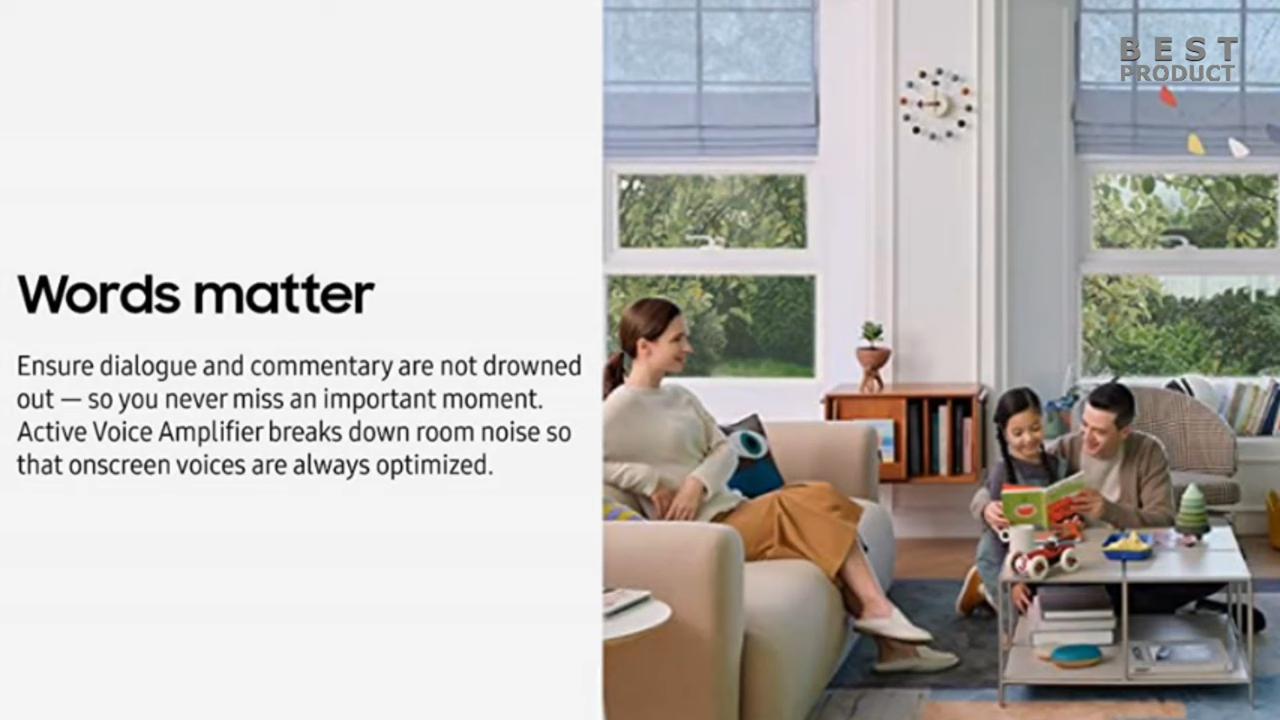 BEST
PRODUCT
Words matter
Ensure dialogue and commentary are not drowned
out — so you never miss an important moment.
Active Voice Amplifier breaks down room noise so
that onscreen voices are always optimized.